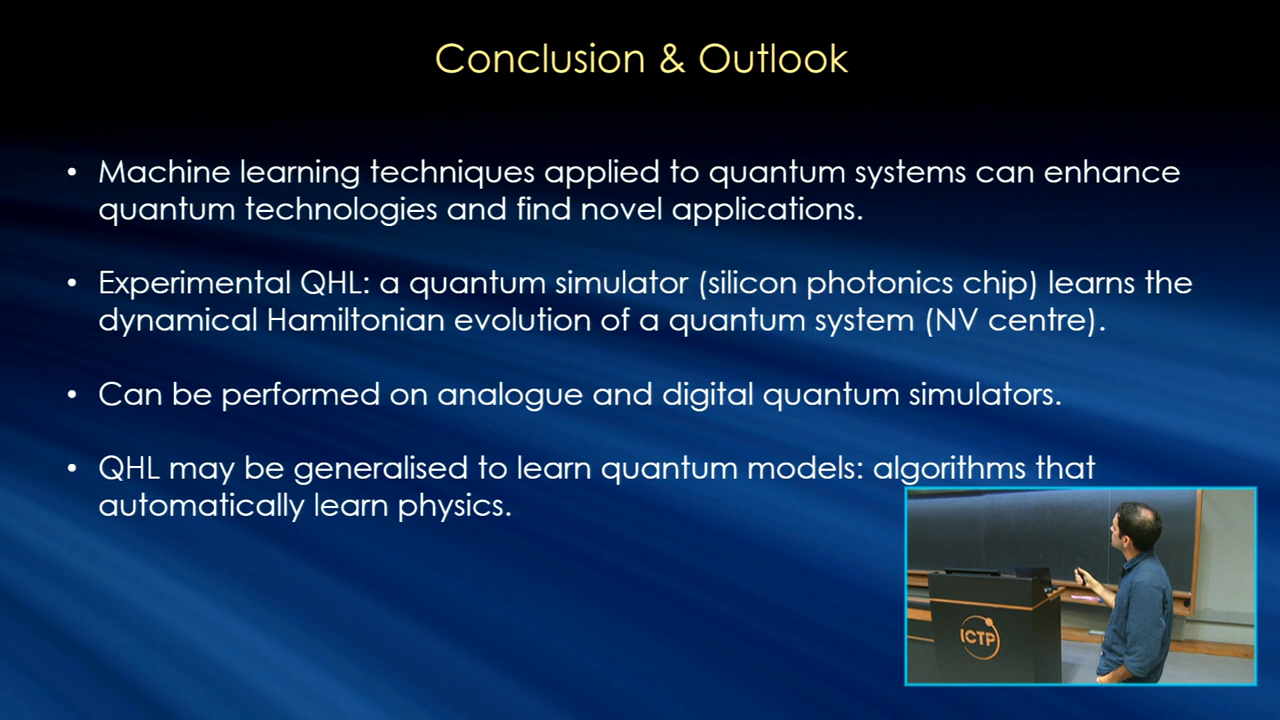 Conclusion & Outlook
• Machine learning techniques applied to quantum systems can enhance
quantum technologies and find novel applications.
• Experimental QHL: a quantum simulator (silicon photonics chip) learns the
dynamical Hamiltonian evolution of a quantum system (NV centre).
• Can be performed on analogue and digital quantum simulators.
• QHL may be generalised to learn quantum models: algorithms that
automatically learn physics.
ICTP